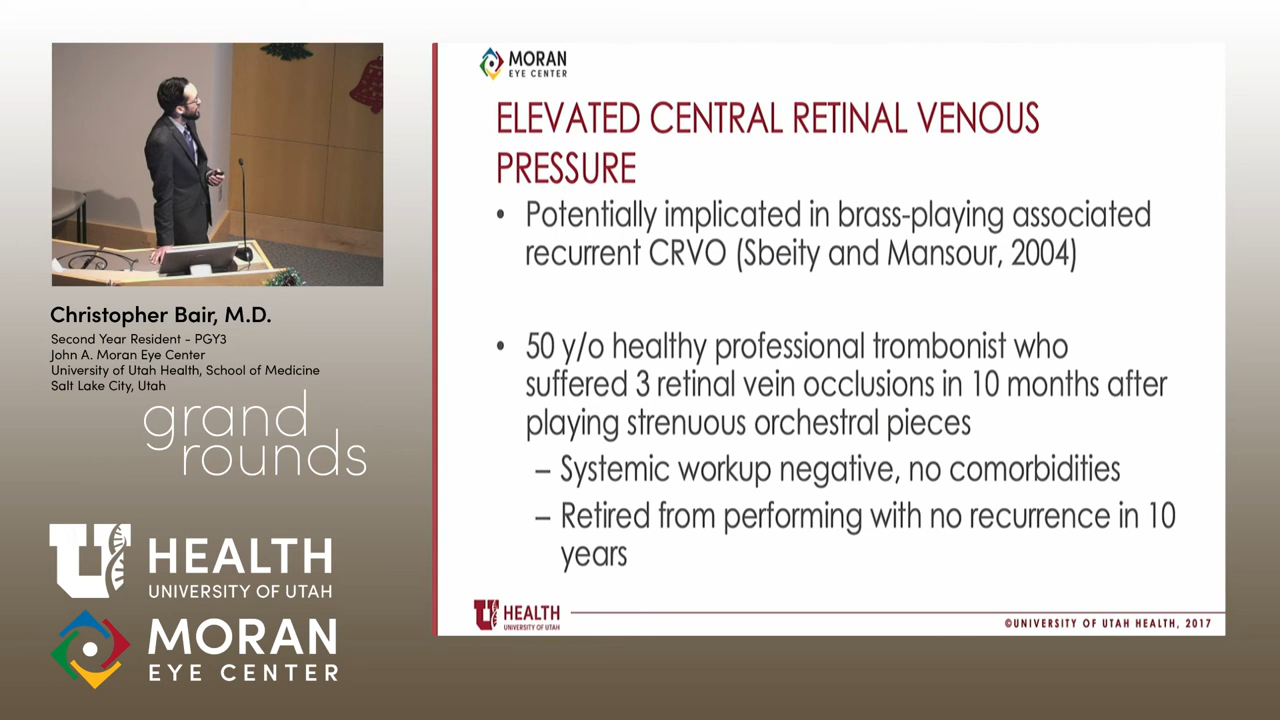 MORAN
EYE CENTER
ELEVATED CENTRAL RETINAL VENOUS
PRESSURE
• Potentially implicated in brass-playing associated
recurrent CRVO (Sbeity and Mansour, 2004)
• 50 y/o healthy professional trombonist who
suffered 3 retinal vein occlusions in 10 months after
playing strenuous orchestral pieces
– Systemic workup negative, no comorbidities
– Retired from performing with no recurrence in 10
years
U HEALTH
UNIVERSITY OF UTAH
©UNIVERSITY OF UTAH HEALTH, 2017
Christopher Bair, M.D.
Second Year Resident - PGY3
John A. Moran Eye Center
University of Utah Health, School of Medicine
Salt Lake City, Utah
grand
rounds
U HEALTH
UNIVERSITY OF UTAH
MORAN
EYE CENTER